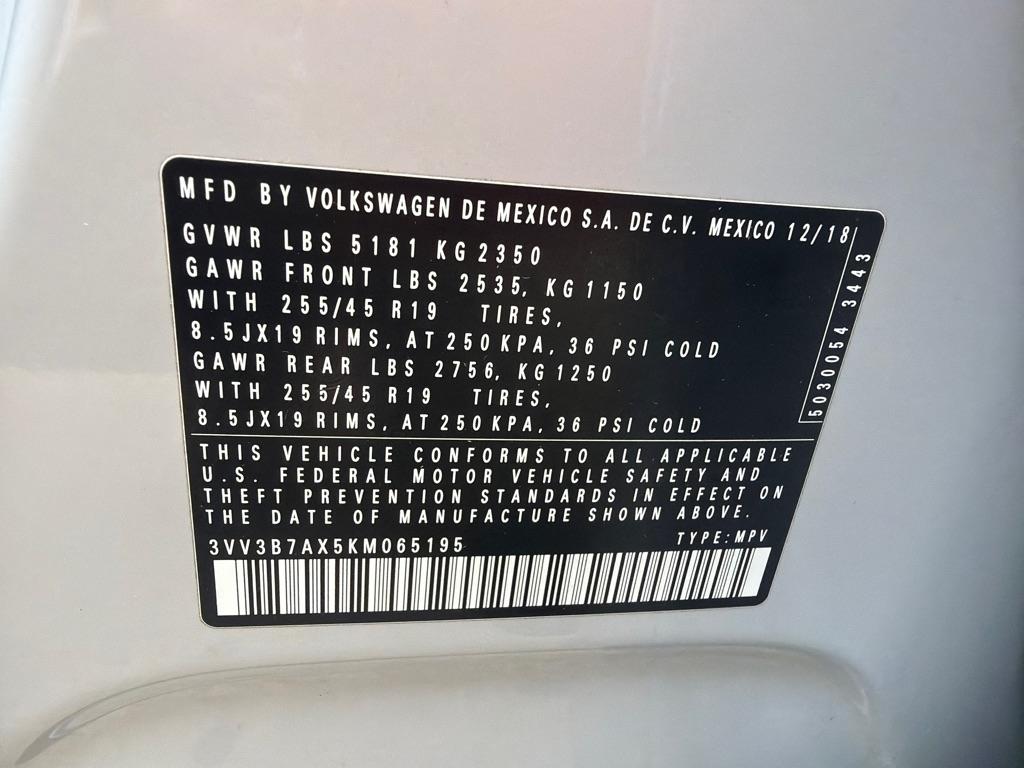 MFD BY VOLKSWAGEN DE MEXICO S.A. DE C.V. MEXICO 12/18
GVWR LBS 5181 KG 2350
GAWR FRONT LBS 2535, KG 1150
WITH 255/45 R19 TIRES,
8.5JX19 RIMS, AT 250 KPA, 36 PSI COLD
GAWR REAR LBS 2756, KG 1250
WITH 255/45 R19 TIRES,
8.5JX19 RIMS, AT 250 KPA, 36 PSI COLD
5030054 3443
THIS VEHICLE CONFORMS TO ALL APPLICABLE
U.S. FEDERAL MOTOR VEHICLE SAFETY AND
THEFT PREVENTION STANDARDS IN EFFECT ON
THE DATE OF MANUFACTURE SHOWN ABOVE.
3VV3B7AX5KM065195 TYPE: MPV